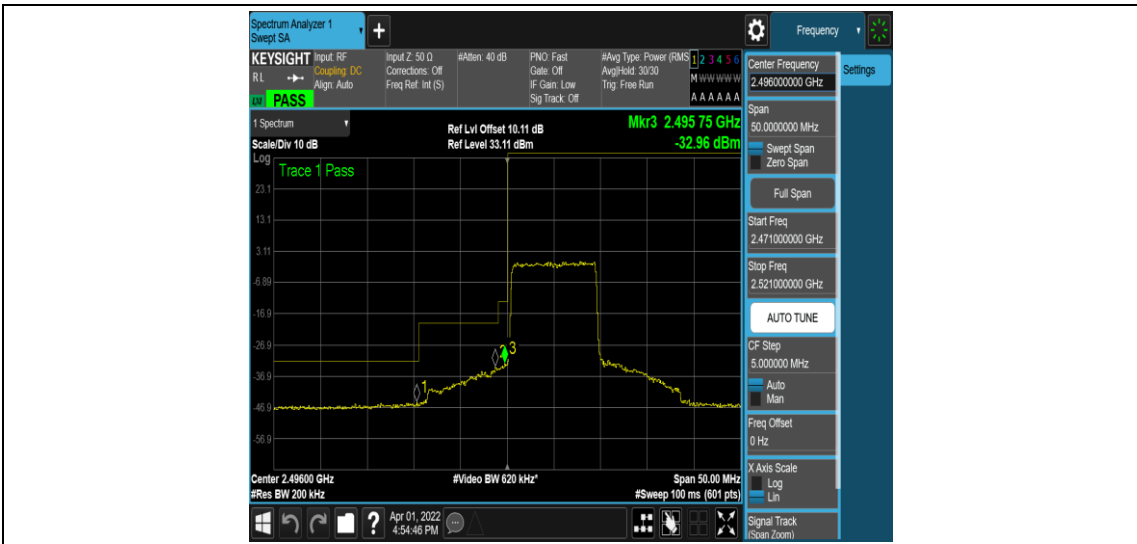 Spectrum Analyzer 1
Swept SA
+
Frequency
KEYSIGHT
RL
PASS
Input: RF
Coupling: DC
Align: Auto
Input Z: 50 Ω
Corrections: Off
Freq Ref: Int (S)
#Atten: 40 dB
PNO: Fast
Gate: Off
IF Gain: Low
Sig Track: Off
#Avg Type: Power (RMS
Avg|Hold: 30/30
Trig: Free Run
1 2 3 4 5 6
M W W W W W
A A A A A A
1 Spectrum
Scale/Div 10 dB
Ref Lvl Offset 10.11 dB
Ref Level 33.11 dBm
Mkr3 2.495 75 GHz
-32.96 dBm
Log
Trace 1 Pass
23.1
13.1
3.11
-6.89
-16.9
-26.9
-36.9
-46.9
-56.9
1
2
3
Center 2.49600 GHz
#Res BW 200 kHz
#Video BW 620 kHz*
Span 50.00 MHz
#Sweep 100 ms (601 pts)
Center Frequency
2.496000000 GHz
Settings
Span
50.0000000 MHz
Swept Span
Zero Span
Full Span
Start Freq
2.471000000 GHz
Stop Freq
2.521000000 GHz
AUTO TUNE
CF Step
5.000000 MHz
Auto
Man
Freq Offset
0 Hz
X Axis Scale
Log
Lin
Signal Track
(Span Zoom)
?
Apr 01, 2022
4:54:46 PM